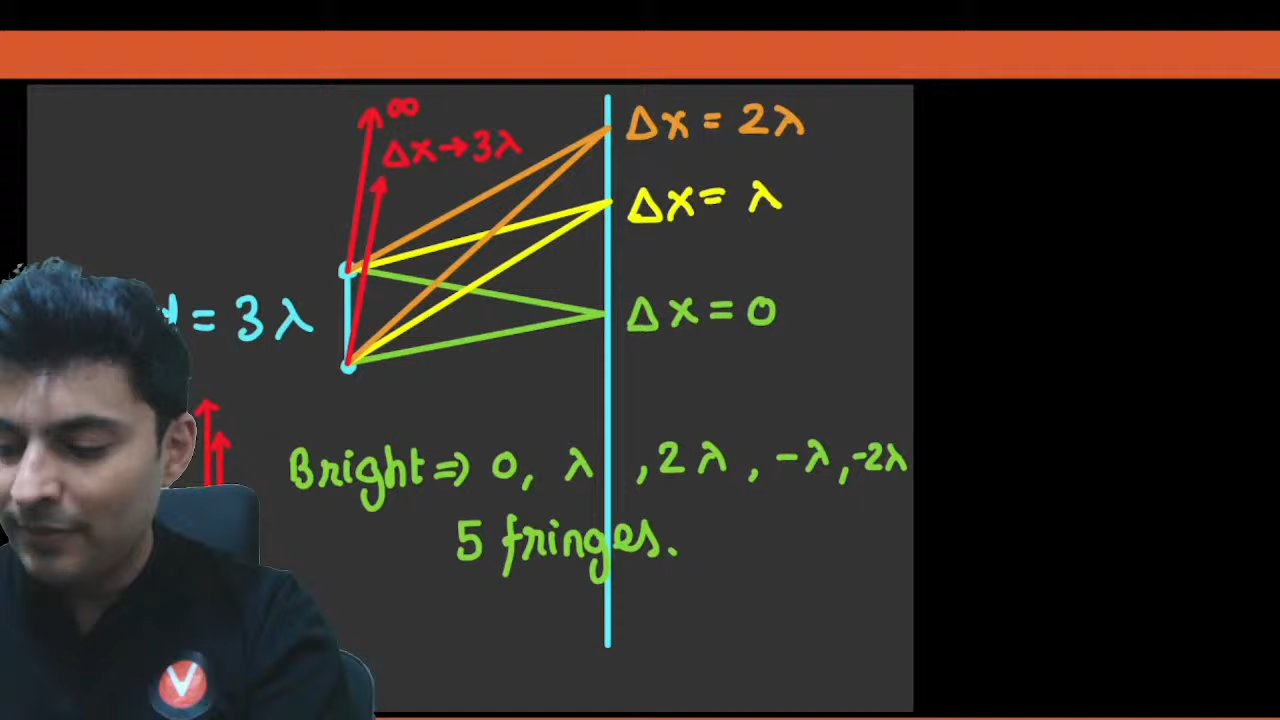 ∞
Δx = 2λ
Δx → 3λ
Δx = λ
d = 3λ
Δx = 0
Bright ⇒ 0, λ , 2λ , -λ , -2λ
5 fringes.
V